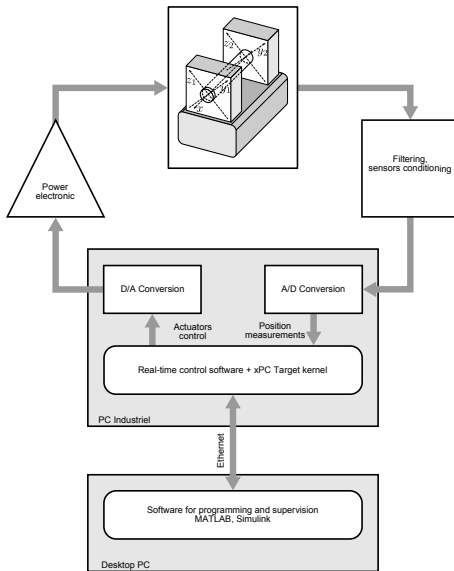 z2
y2
z1
y1
x
Power
electronic
Filtering,
sensors conditioning
D/A Conversion
A/D Conversion
Actuators
control
Position
measurements
Real-time control software + xPC Target kernel
PC Industriel
Ethernet
Software for programming and supervision
MATLAB, Simulink
Desktop PC